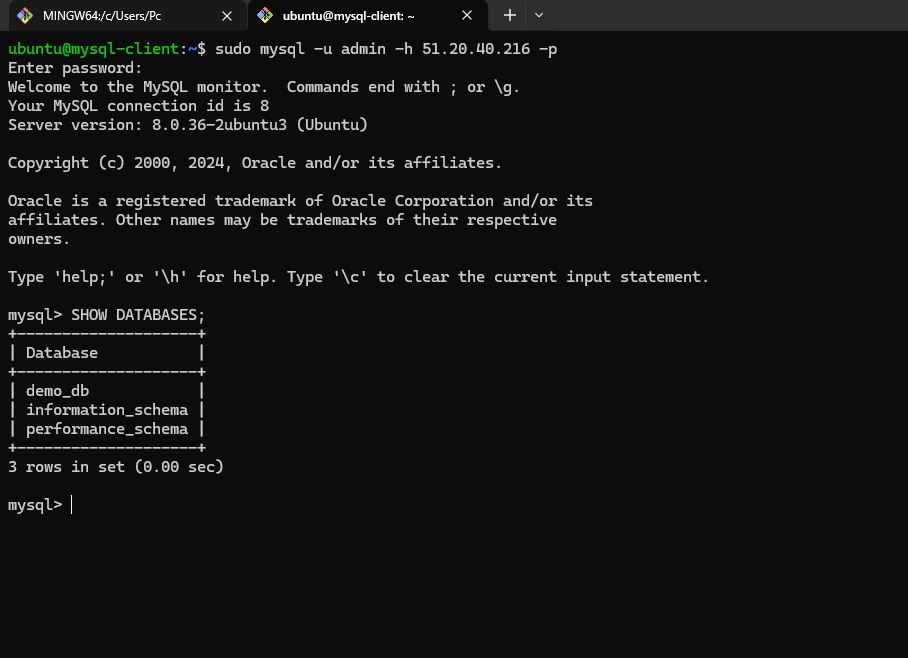 MINGW64:/c/Users/Pc
ubuntu@mysql-client: ~
ubuntu@mysql-client:~$ sudo mysql -u admin -h 51.20.40.216 -p
Enter password:
Welcome to the MySQL monitor.  Commands end with ; or \g.
Your MySQL connection id is 8
Server version: 8.0.36-2ubuntu3 (Ubuntu)

Copyright (c) 2000, 2024, Oracle and/or its affiliates.

Oracle is a registered trademark of Oracle Corporation and/or its
affiliates. Other names may be trademarks of their respective
owners.

Type 'help;' or '\h' for help. Type '\c' to clear the current input statement.

mysql> SHOW DATABASES;
+--------------------+
| Database           |
+--------------------+
| demo_db            |
| information_schema |
| performance_schema |
+--------------------+
3 rows in set (0.00 sec)

mysql>